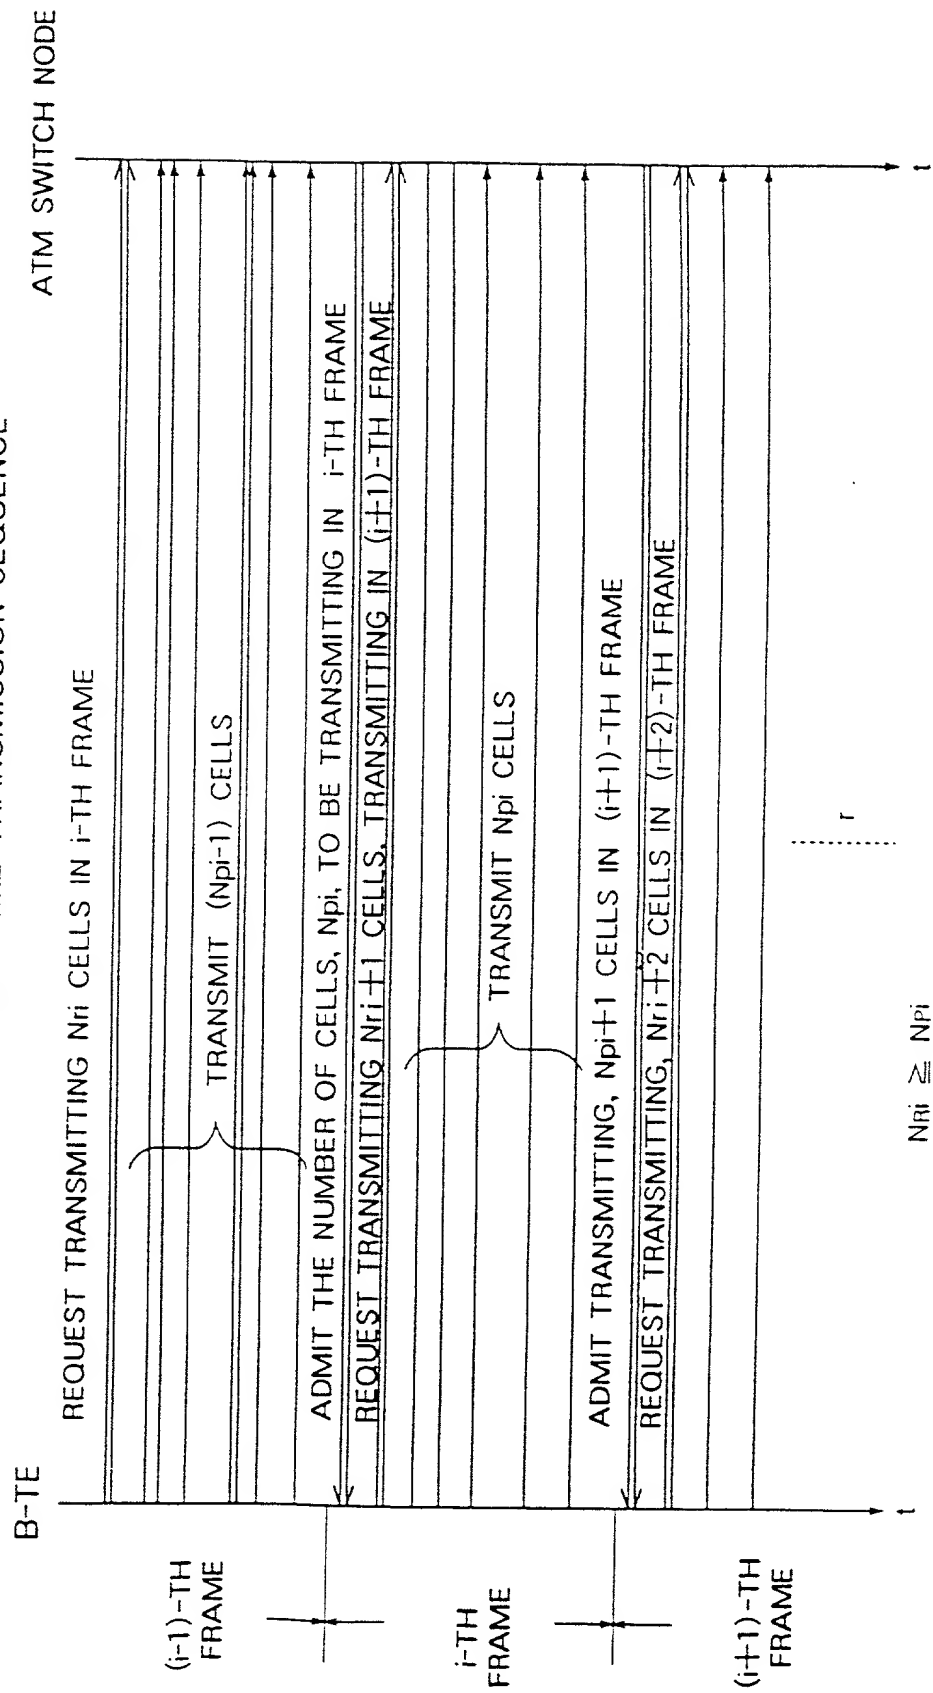 TRANSMISSION SEQUENCE
B-TE
ATM SWITCH NODE
REQUEST TRANSMITTING Nri CELLS IN i-TH FRAME
(i-1)-TH
FRAME
TRANSMIT (Npi-1) CELLS
ADMIT THE NUMBER OF CELLS, Npi, TO BE TRANSMITTING IN i-TH FRAME
REQUEST TRANSMITTING Nri+1 CELLS, TRANSMITTING IN (i+1)-TH FRAME
i-TH
FRAME
TRANSMIT Npi CELLS
ADMIT TRANSMITTING, Npi+1 CELLS IN (i+1)-TH FRAME
REQUEST TRANSMITTING, Nri+2 CELLS IN (i+2)-TH FRAME
(i+1)-TH
FRAME
r
t
t
NRi ≧ NPi